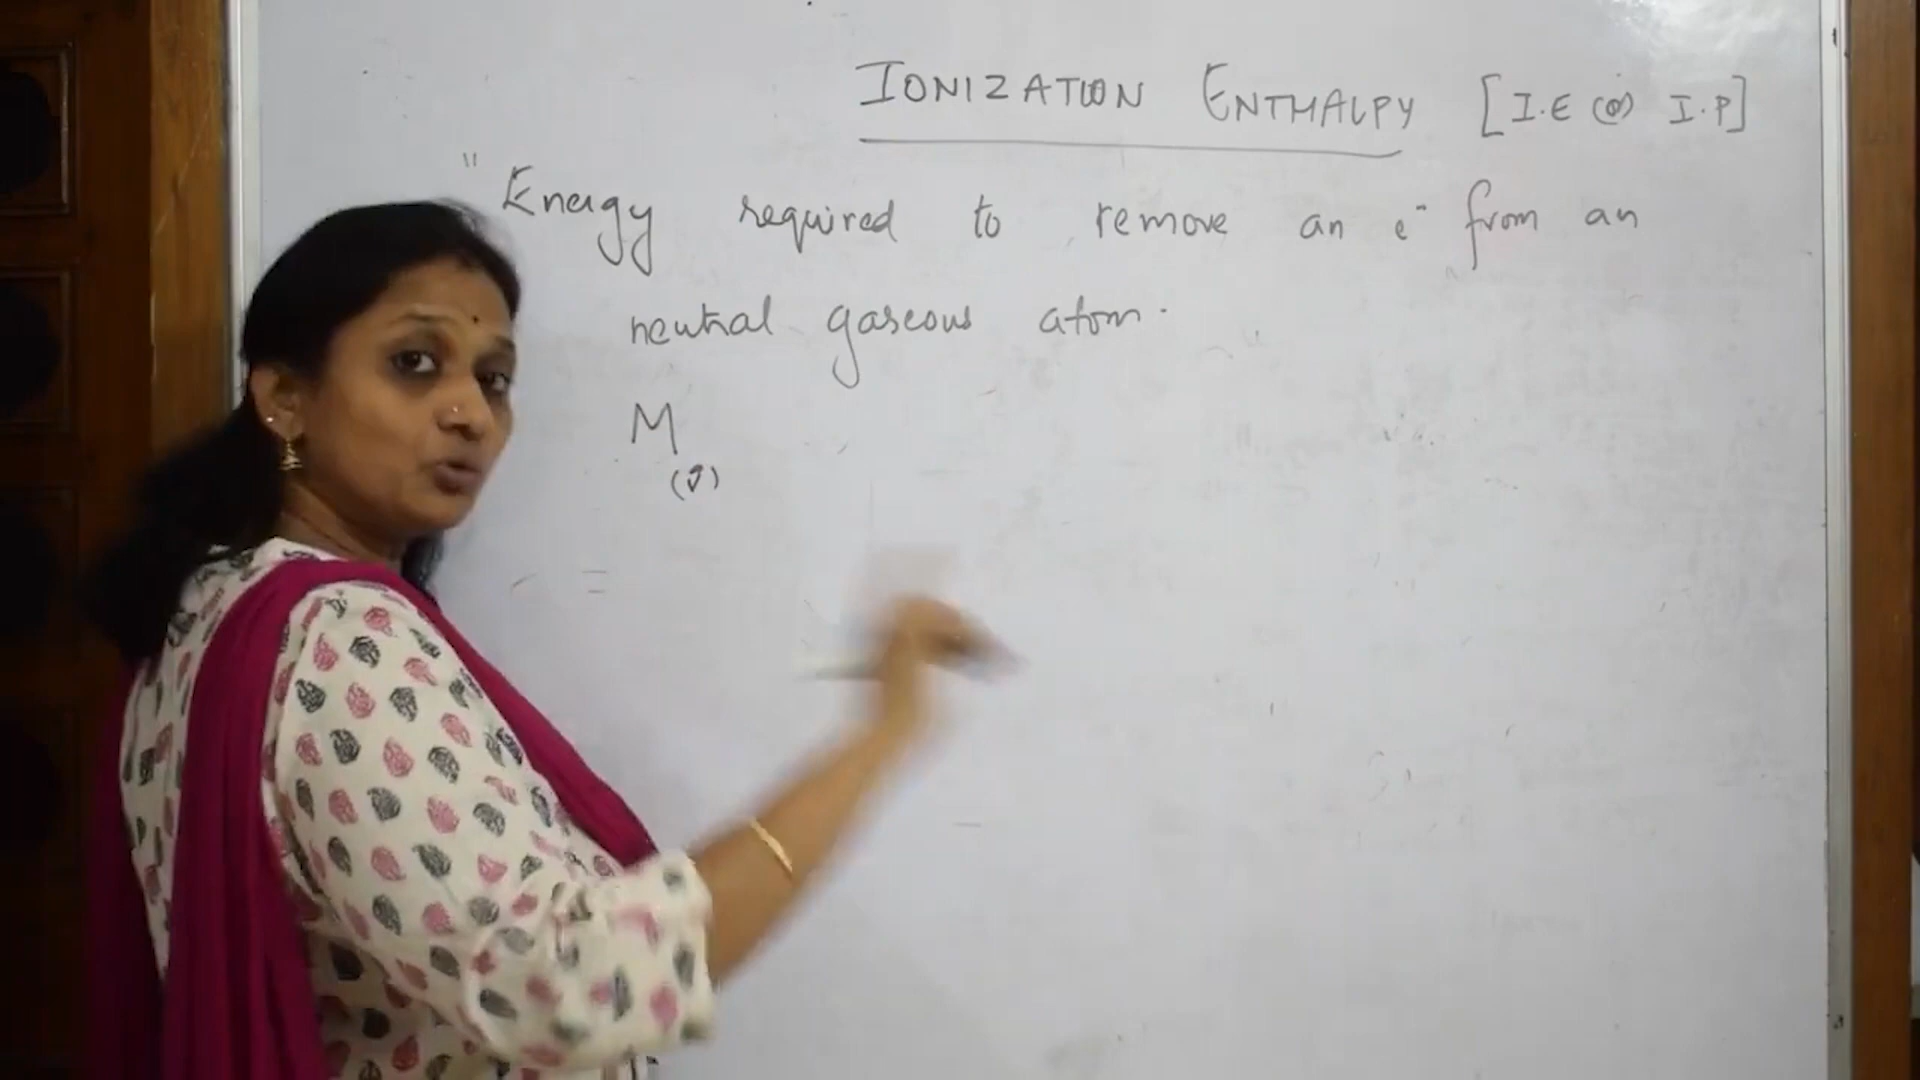 IONIZATION ENTHALPY [I.E (or) I.P]
" Energy required to remove an e⁻ from an
neutral gaseous atom.
M
(g)